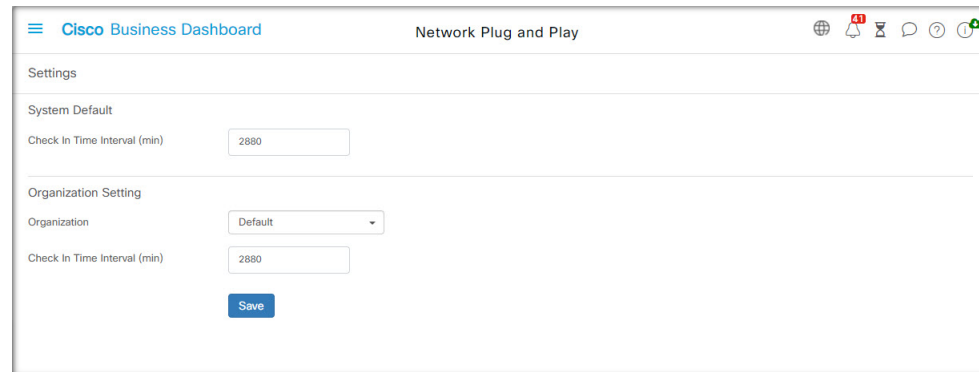 Cisco Business Dashboard Network Plug and Play 41
Settings
System Default
Check In Time Interval (min) 2880
Organization Setting
Organization Default
Check In Time Interval (min) 2880
Save